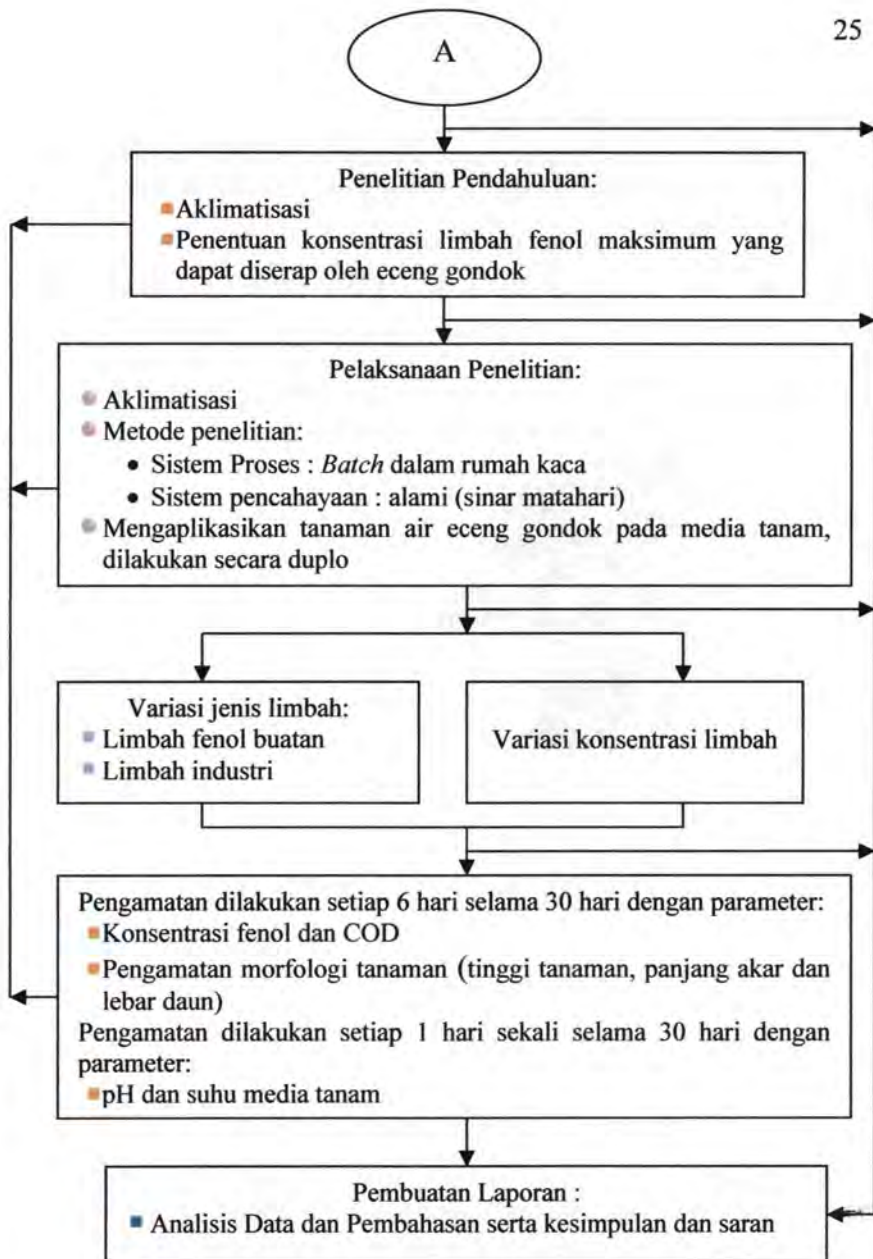 25
A
Penelitian Pendahuluan:
Aklimatisasi
Penentuan konsentrasi limbah fenol maksimum yang
dapat diserap oleh eceng gondok
Pelaksanaan Penelitian:
Aklimatisasi
Metode penelitian:
• Sistem Proses : Batch dalam rumah kaca
• Sistem pencahayaan : alami (sinar matahari)
Mengaplikasikan tanaman air eceng gondok pada media tanam,
dilakukan secara duplo
Variasi jenis limbah:
Limbah fenol buatan
Limbah industri
Variasi konsentrasi limbah
Pengamatan dilakukan setiap 6 hari selama 30 hari dengan parameter:
Konsentrasi fenol dan COD
Pengamatan morfologi tanaman (tinggi tanaman, panjang akar dan
lebar daun)
Pengamatan dilakukan setiap 1 hari sekali selama 30 hari dengan
parameter:
pH dan suhu media tanam
Pembuatan Laporan :
Analisis Data dan Pembahasan serta kesimpulan dan saran